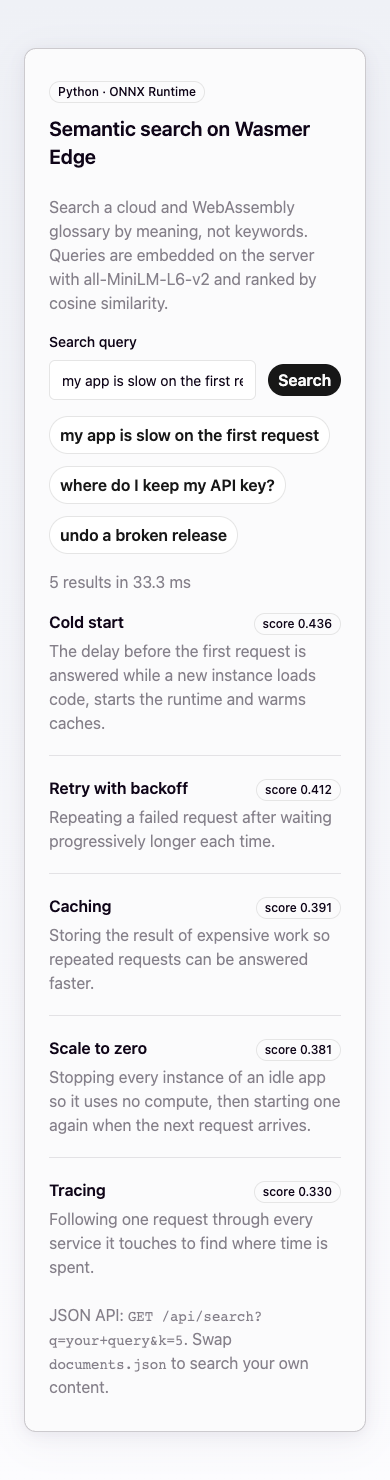 Python · ONNX Runtime
Semantic search on Wasmer
Edge
Search a cloud and WebAssembly
glossary by meaning, not keywords.
Queries are embedded on the server
with all-MiniLM-L6-v2 and ranked by
cosine similarity.
Search query
my app is slow on the first re
Search
my app is slow on the first request
where do I keep my API key?
undo a broken release
5 results in 33.3 ms
Cold start
score 0.436
The delay before the first request is
answered while a new instance loads
code, starts the runtime and warms
caches.
Retry with backoff
score 0.412
Repeating a failed request after waiting
progressively longer each time.
Caching
score 0.391
Storing the result of expensive work so
repeated requests can be answered
faster.
Scale to zero
score 0.381
Stopping every instance of an idle app
so it uses no compute, then starting one
again when the next request arrives.
Tracing
score 0.330
Following one request through every
service it touches to find where time is
spent.
JSON API: GET /api/search?
q=your+query&k=5. Swap
documents.json to search your own
content.